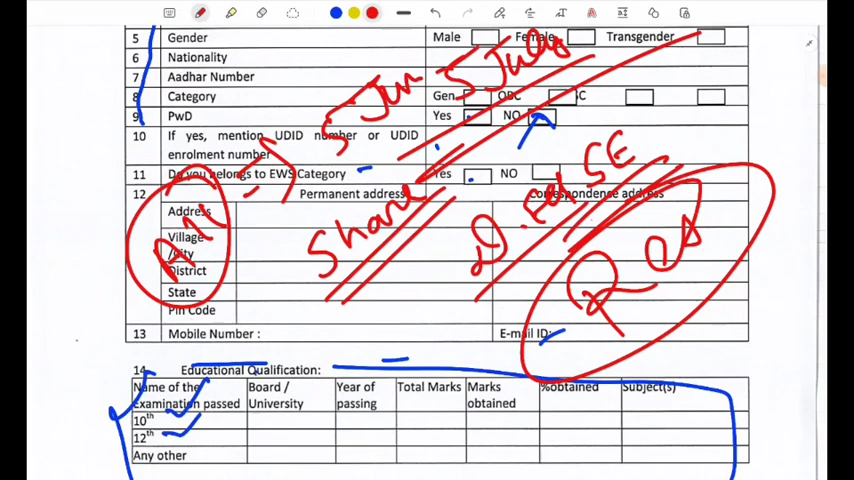 5 Gender Male Female Transgender
6 Nationality
7 Aadhar Number
8 Category Gen OBC SC
9 PwD Yes NO
10 If yes, mention UDID number or UDID
enrolment number
11 Do you belongs to EWS Category Yes NO
12 Permanent address Correspondense address
Address
Village
/City
District
State
Pin Code
13 Mobile Number : E-mail ID:
14 Educational Qualification:
Name of the Board / Year of Total Marks Marks %obtained Subject(s)
Examination passed University passing obtained
10th
12th
Any other
5 Jun 5 July
Share
D.El.Ed SE